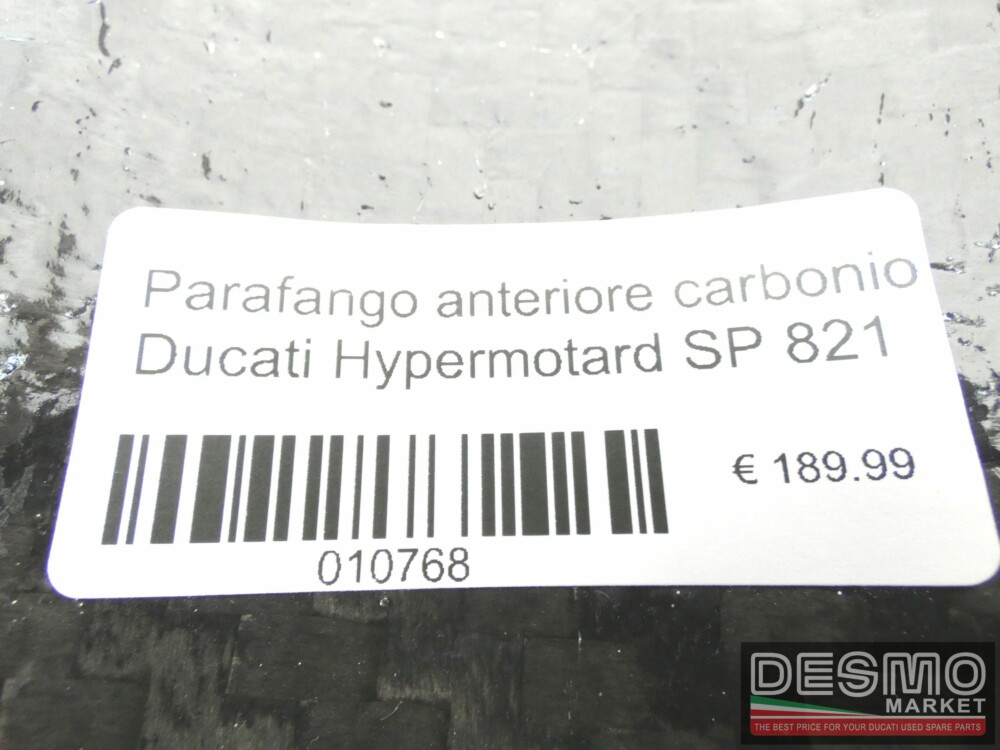 Parafango anteriore carbonio
Ducati Hypermotard SP 821
€ 189.99
010768
DESMO
MARKET
THE BEST PRICE FOR YOUR DUCATI USED SPARE PARTS